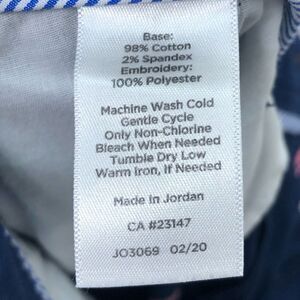 Base:
98% Cotton
2% Spandex
Embroidery:
100% Polyester
Machine Wash Cold
Gentle Cycle
Only Non-Chlorine
Bleach When Needed
Tumble Dry Low
Warm Iron, If Needed
Made in Jordan
CA #23147
JO3069 02/20